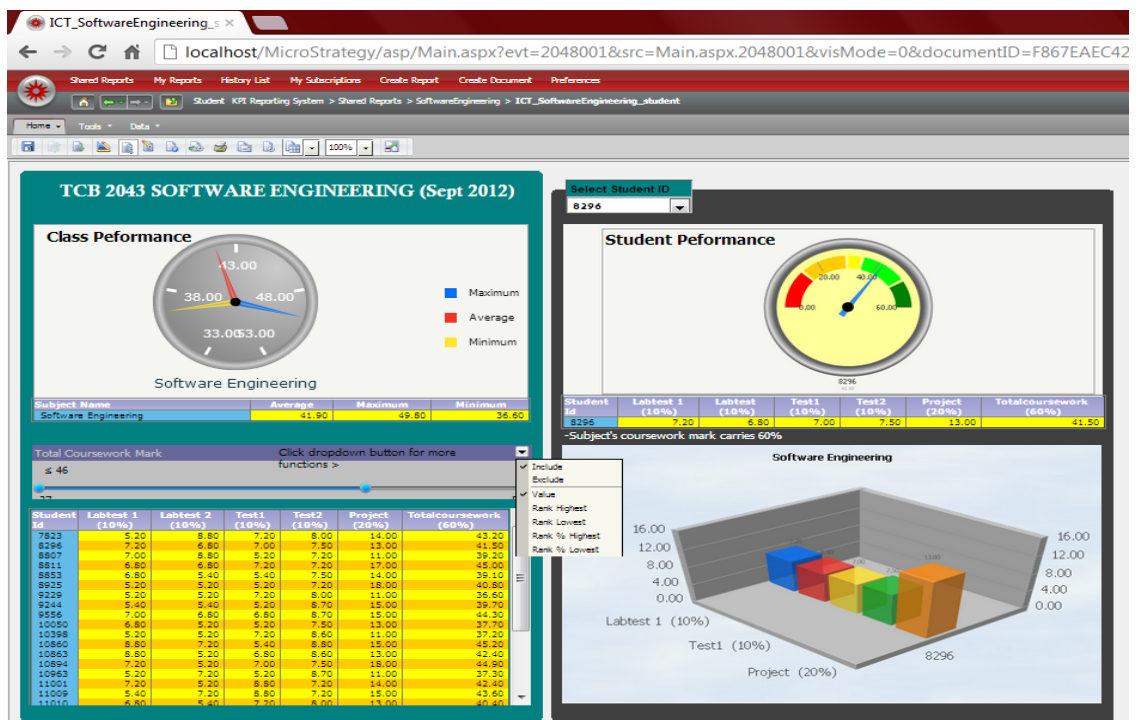 ICT_SoftwareEngineering_s ×
localhost/MicroStrategy/asp/Main.aspx?evt=2048001&src=Main.aspx.2048001&visMode=0&documentID=F867EAEC42
Shared Reports My Reports History List My Subscriptions Create Report Create Document Preferences
Student KPI Reporting System > Shared Reports > SoftwareEngineering > ICT_SoftwareEngineering_student
Home Tools Data
100%
TCB 2043 SOFTWARE ENGINEERING (Sept 2012)
Class Peformance
43.00
38.00 48.00
33.00 53.00
Maximum
Average
Minimum
Software Engineering
Subject Name Average Maximum Minimum
Software Engineering 41.90 49.80 36.60
Total Coursework Mark
Click dropdown button for more
functions >
≤ 46
37
Include
Exclude
Value
Rank Highest
Rank Lowest
Rank % Highest
Rank % Lowest
Student Id Labtest 1 (10%) Labtest 2 (10%) Test1 (10%) Test2 (10%) Project (20%) Totalcoursework (60%)
7823 5.20 8.80 7.20 8.00 14.00 43.20
8296 7.20 6.80 7.00 7.50 13.00 41.50
8807 7.00 8.80 5.20 7.20 11.00 39.20
8811 6.80 6.80 7.20 7.20 17.00 45.00
8853 6.80 5.40 5.40 7.50 14.00 39.10
8925 5.20 5.20 5.20 7.20 18.00 40.80
9229 5.20 5.20 7.20 8.00 11.00 36.60
9244 5.40 5.40 5.20 8.70 15.00 39.70
9556 7.00 6.80 6.80 8.70 15.00 44.30
10050 6.80 5.20 5.20 7.50 13.00 37.70
10398 5.20 5.20 7.20 8.60 11.00 37.20
10860 8.80 7.20 5.40 8.80 15.00 45.20
10863 8.80 5.20 6.80 8.60 13.00 42.40
10894 7.20 5.20 7.00 7.50 18.00 44.90
10963 5.20 7.20 5.20 8.70 11.00 37.30
11001 7.20 5.20 8.80 7.20 14.00 42.40
11009 5.40 7.20 8.80 7.20 15.00 43.60
11010 6.80 5.40 7.20 8.00 13.00 40.40
Select Student ID
8296
Student Peformance
20.00 40.00
0.00 60.00
8296
Student Id Labtest 1 (10%) Labtest (10%) Test1 (10%) Test2 (10%) Project (20%) Totalcoursework (60%)
8296 7.20 6.80 7.00 7.50 13.00 41.50
-Subject's coursework mark carries 60%
Software Engineering
16.00
12.00
8.00
4.00
0.00
16.00
12.00
8.00
4.00
0.00
13.00
Labtest 1 (10%)
Test1 (10%)
Project (20%)
8296